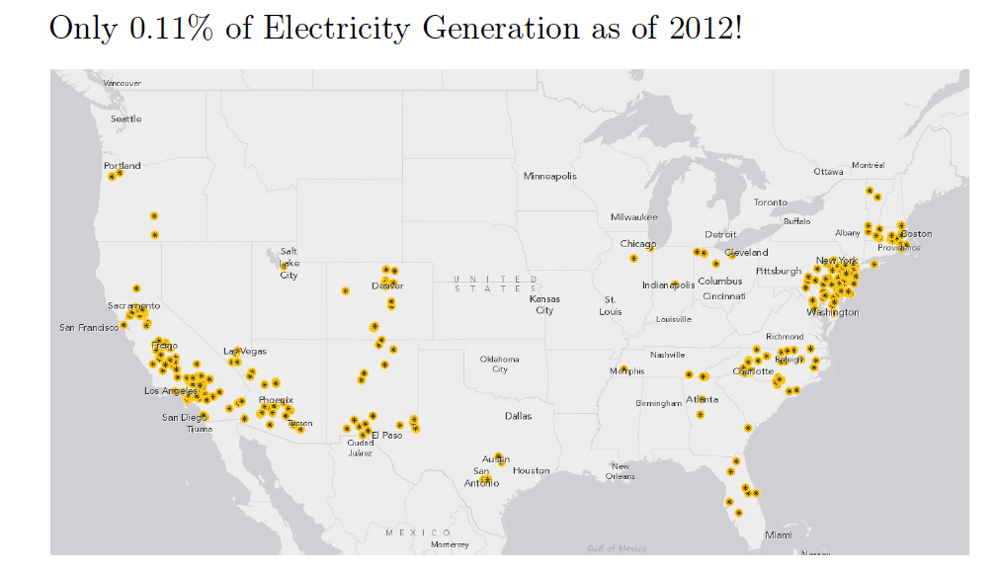 Only 0.11% of Electricity Generation as of 2012!
Vancouver
Seattle
Portland
Montréal
Ottawa
Minneapolis
Toronto
Milwaukee
Buffalo
Albany
Boston
Detroit
Providence
Chicago
Salt
Lake
City
Cleveland
New York
Pittsburgh
UNITED
STATES
Denver
Indianapolis
Columbus
Kansas
City
St.
Louis
Cincinnati
Sacramento
Washington
San Francisco
Louisville
Richmond
Fresno
Las Vegas
Nashville
Raleigh
Oklahoma
City
Memphis
Charlotte
Los Angeles
Phoenix
Birmingham
Atlanta
San Diego
Tijuana
Tucson
Dallas
El Paso
Ciudad
Juárez
Austin
San
Antonio
Houston
New
Orleans
MEXICO
Monterrey
Gulf of Mexico
Miami